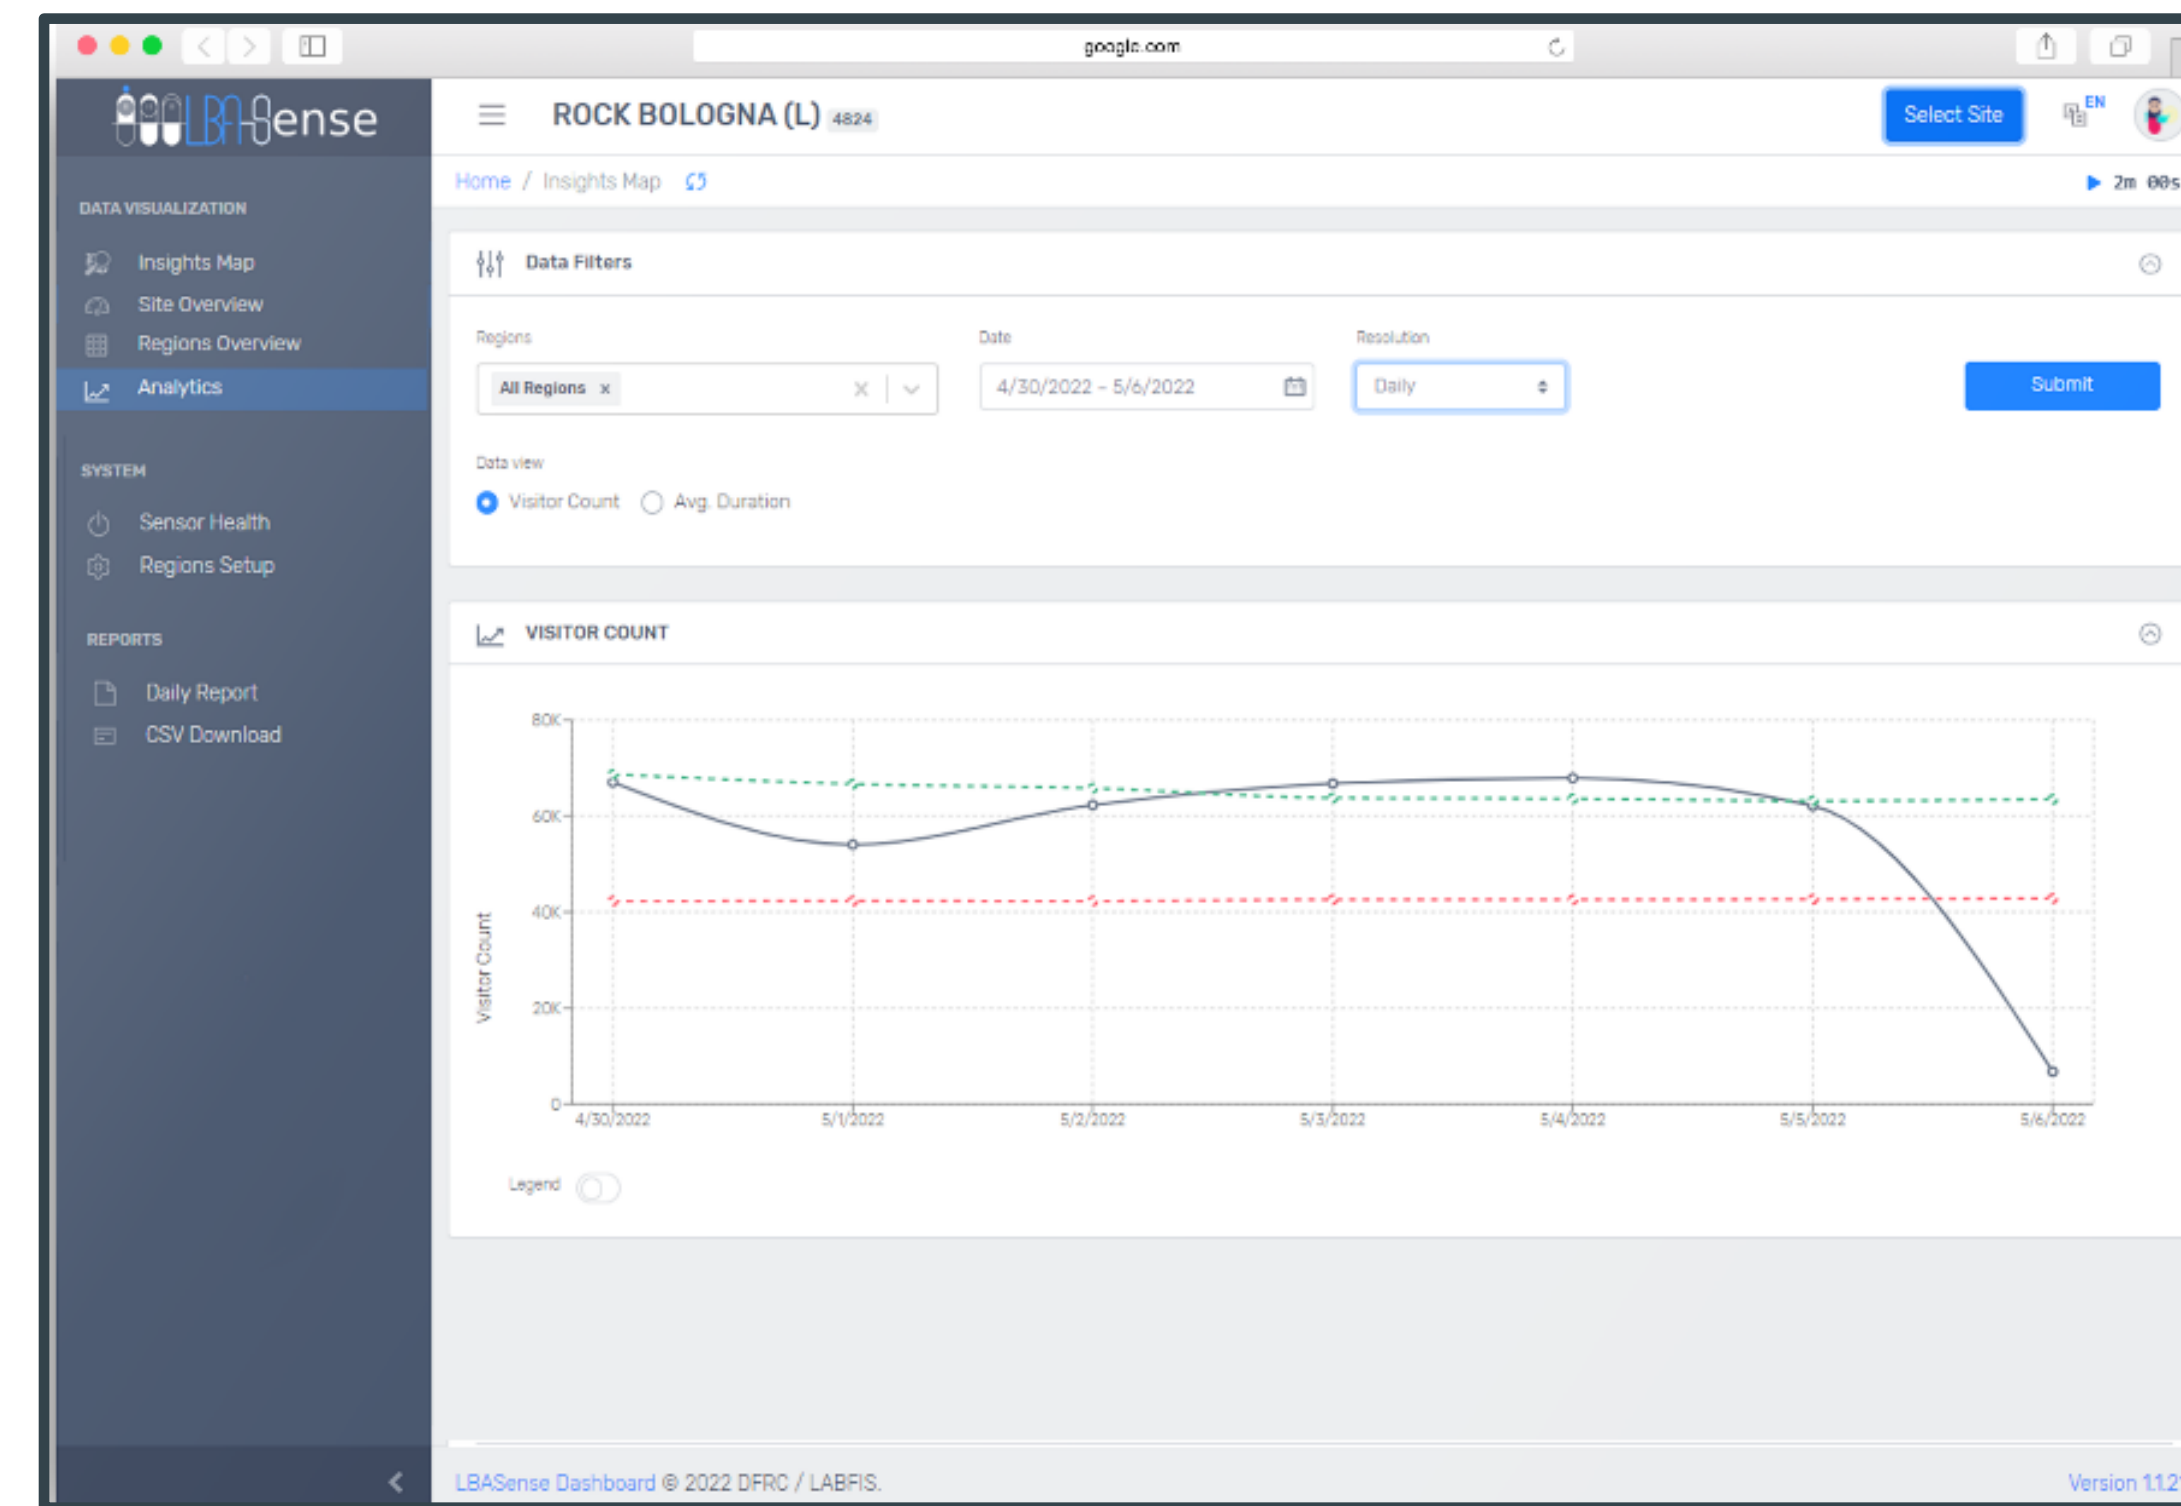 google.com
LBASense
ROCK BOLOGNA (L) 4824
Select Site
EN
Home / Insights Map
2m 00s
DATA VISUALIZATION
Insights Map
Site Overview
Regions Overview
Analytics
SYSTEM
Sensor Health
Regions Setup
REPORTS
Daily Report
CSV Download
Data Filters
Regions
Date
Resolution
All Regions x
4/30/2022 - 5/6/2022
Daily
Submit
Data view
Visitor Count
Avg. Duration
VISITOR COUNT
80K
60K
40K
20K
0
Visitor Count
4/30/2022
5/1/2022
5/2/2022
5/3/2022
5/4/2022
5/5/2022
5/6/2022
Legend
LBASense Dashboard © 2022 DFRC / LABFIS.
Version 1.1.2